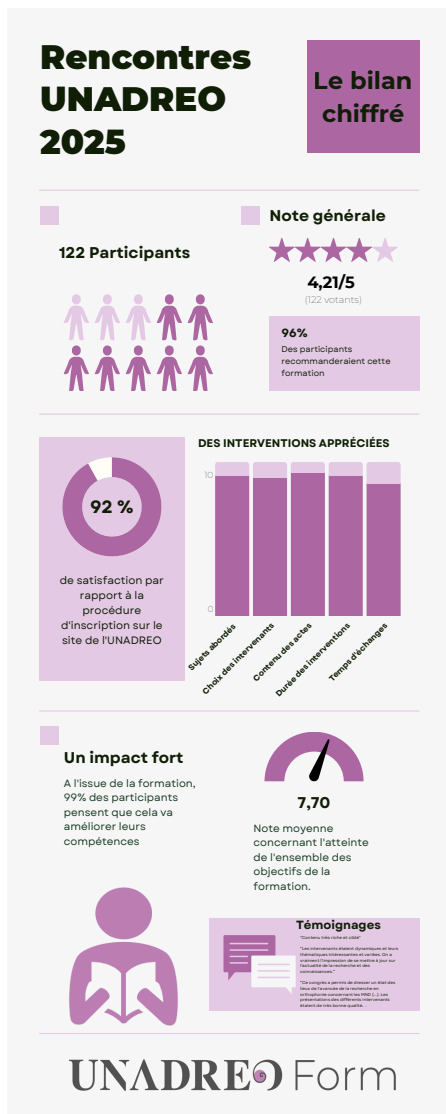 Rencontres
UNADREO
2025
Le bilan
chiffré
122 Participants
Note générale
4,21/5
(122 votants)
96%
Des participants
recommanderaient cette
formation
92 %
de satisfaction par
rapport à la
procédure
d'inscription sur le
site de l'UNADREO
DES INTERVENTIONS APPRÉCIÉES
10
0
Sujets abordés
Choix des intervenants
Contenu des actes
Durée des interventions
Temps d'échanges
Un impact fort
A l'issue de la formation,
99% des participants
pensent que cela va
améliorer leurs
compétences
7,70
Note moyenne
concernant l'atteinte
de l'ensemble des
objectifs de la
formation.
Témoignages
"Contenu très riche et ciblé"
"Les intervenants étaient dynamiques et leurs
thématiques intéressantes et variées. On a
vraiment l'impression de se mettre à jour sur
l'actualité de la recherche et des
connaissances."
"Ce congrès a permis de dresser un état des
lieux de l'avancée de la recherche en
orthophonie concernant les MND (...). Les
présentations des différents intervenants
étaient de très bonne qualité.
UNADREO Form